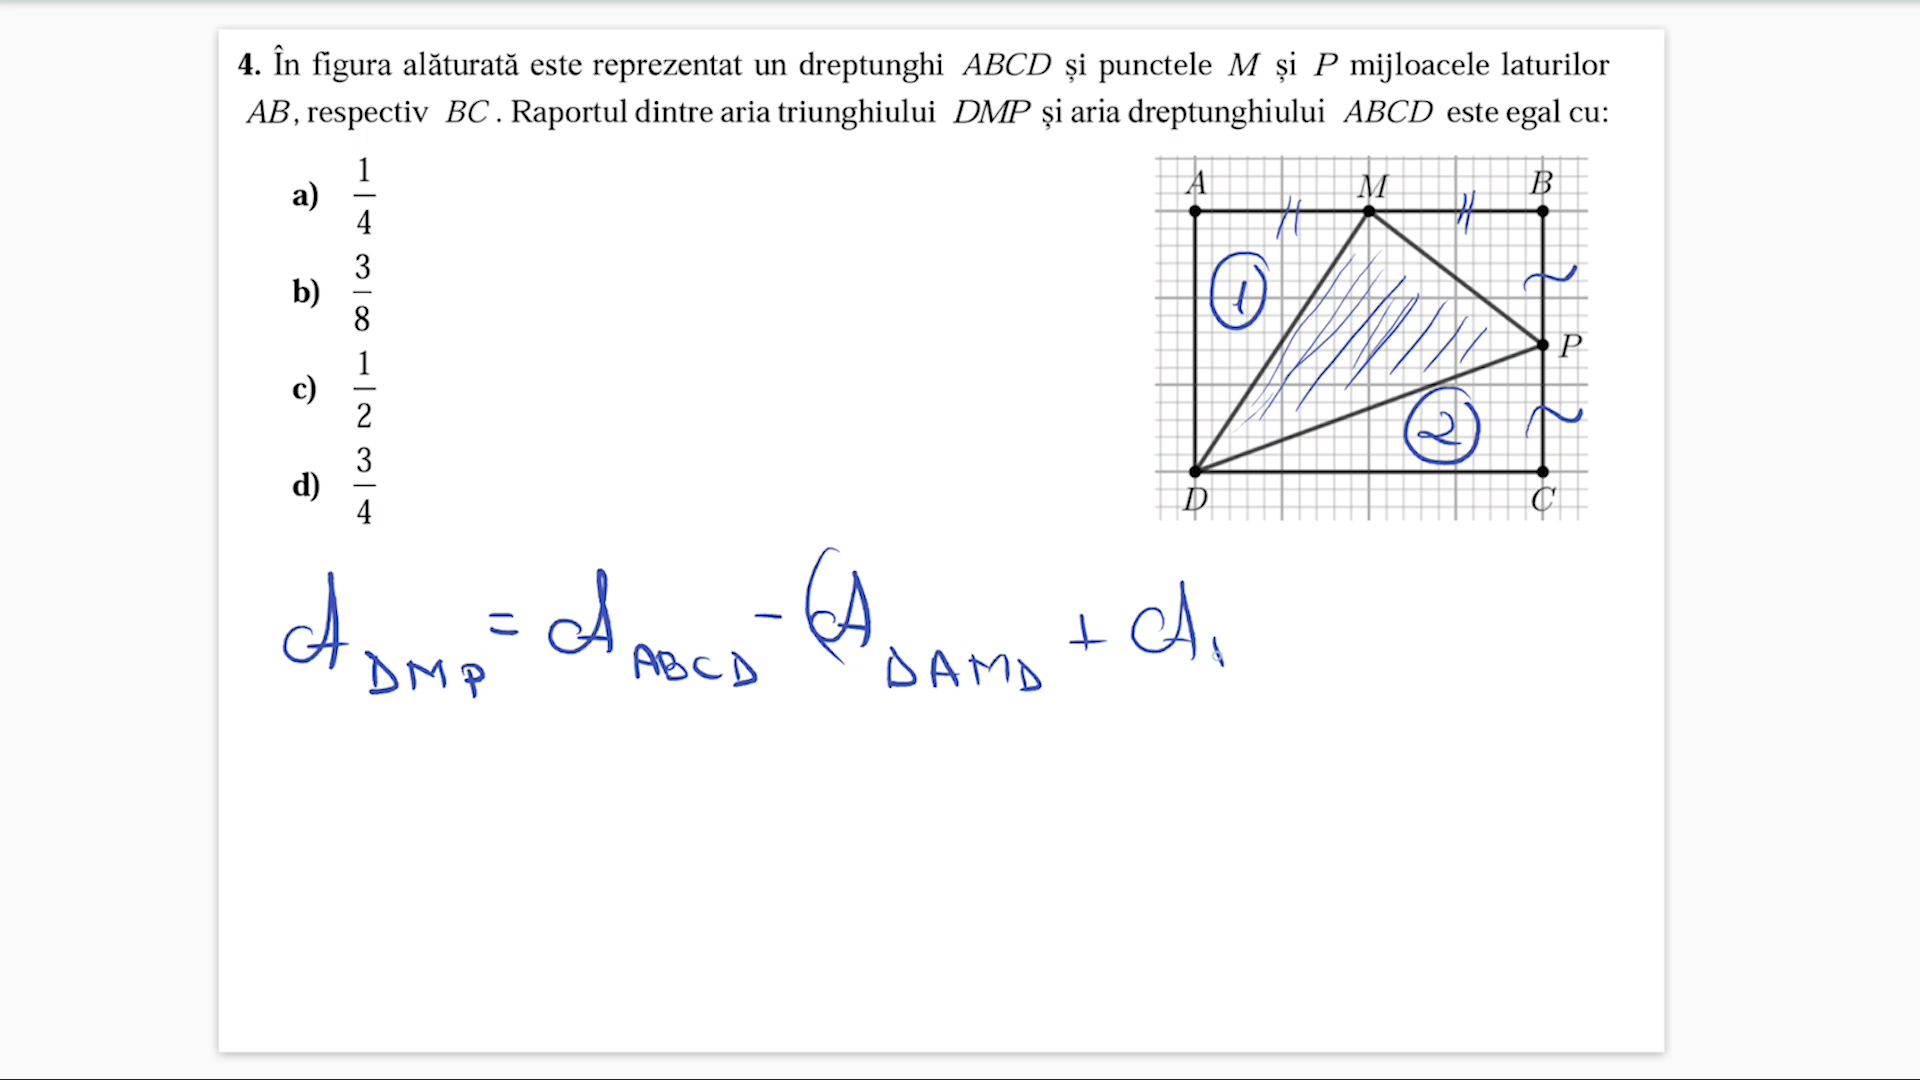 4. În figura alăturată este reprezentat un dreptunghi ABCD și punctele M și P mijloacele laturilor
AB, respectiv BC. Raportul dintre aria triunghiului DMP și aria dreptunghiului ABCD este egal cu:
a) 1/4
b) 3/8
c) 1/2
d) 3/4
A M B
1
P
2
D C
A DMP = A ABCD - (A DAMD + A